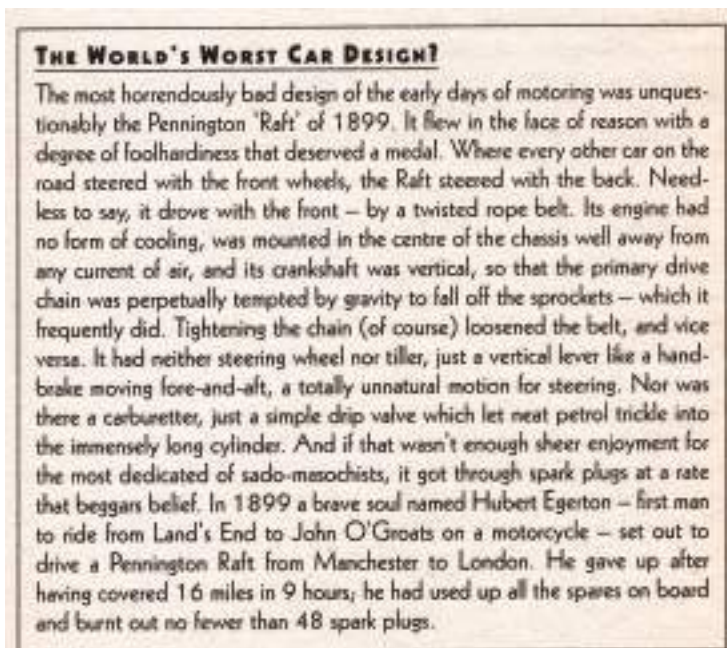 THE WORLD'S WORST CAR DESIGN?
The most horrendously bad design of the early days of motoring was unques-
tionably the Pennington 'Raft' of 1899. It flew in the face of reason with a
degree of foolhardiness that deserved a medal. Where every other car on the
road steered with the front wheels, the Raft steered with the back. Need-
less to say, it drove with the front – by a twisted rope belt. Its engine had
no form of cooling, was mounted in the centre of the chassis well away from
any current of air, and its crankshaft was vertical, so that the primary drive
chain was perpetually tempted by gravity to fall off the sprockets – which it
frequently did. Tightening the chain (of course) loosened the belt, and vice
versa. It had neither steering wheel nor tiller, just a vertical lever like a hand-
brake moving fore-and-aft, a totally unnatural motion for steering. Nor was
there a carburetter, just a simple drip valve which let neat petrol trickle into
the immensely long cylinder. And if that wasn't enough sheer enjoyment for
the most dedicated of sado-masochists, it got through spark plugs at a rate
that beggars belief. In 1899 a brave soul named Hubert Egerton – first man
to ride from Land's End to John O'Groats on a motorcycle – set out to
drive a Pennington Raft from Manchester to London. He gave up after
having covered 16 miles in 9 hours; he had used up all the spares on board
and burnt out no fewer than 48 spark plugs.